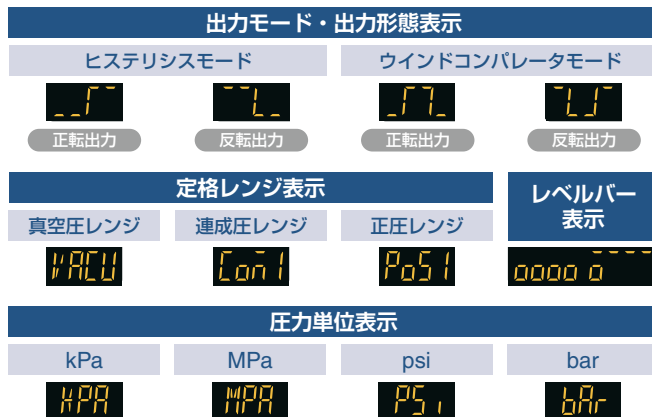 出力モード・出力形態表示
ヒステリシスモード ウインドコンパレータモード
正転出力 反転出力 正転出力 反転出力
定格レンジ表示 レベルバー
表示
真空圧レンジ 連成圧レンジ 正圧レンジ
VACU Com1 PoS1
oooo o
圧力単位表示
kPa MPa psi bar
KPA MPA PSi bAr